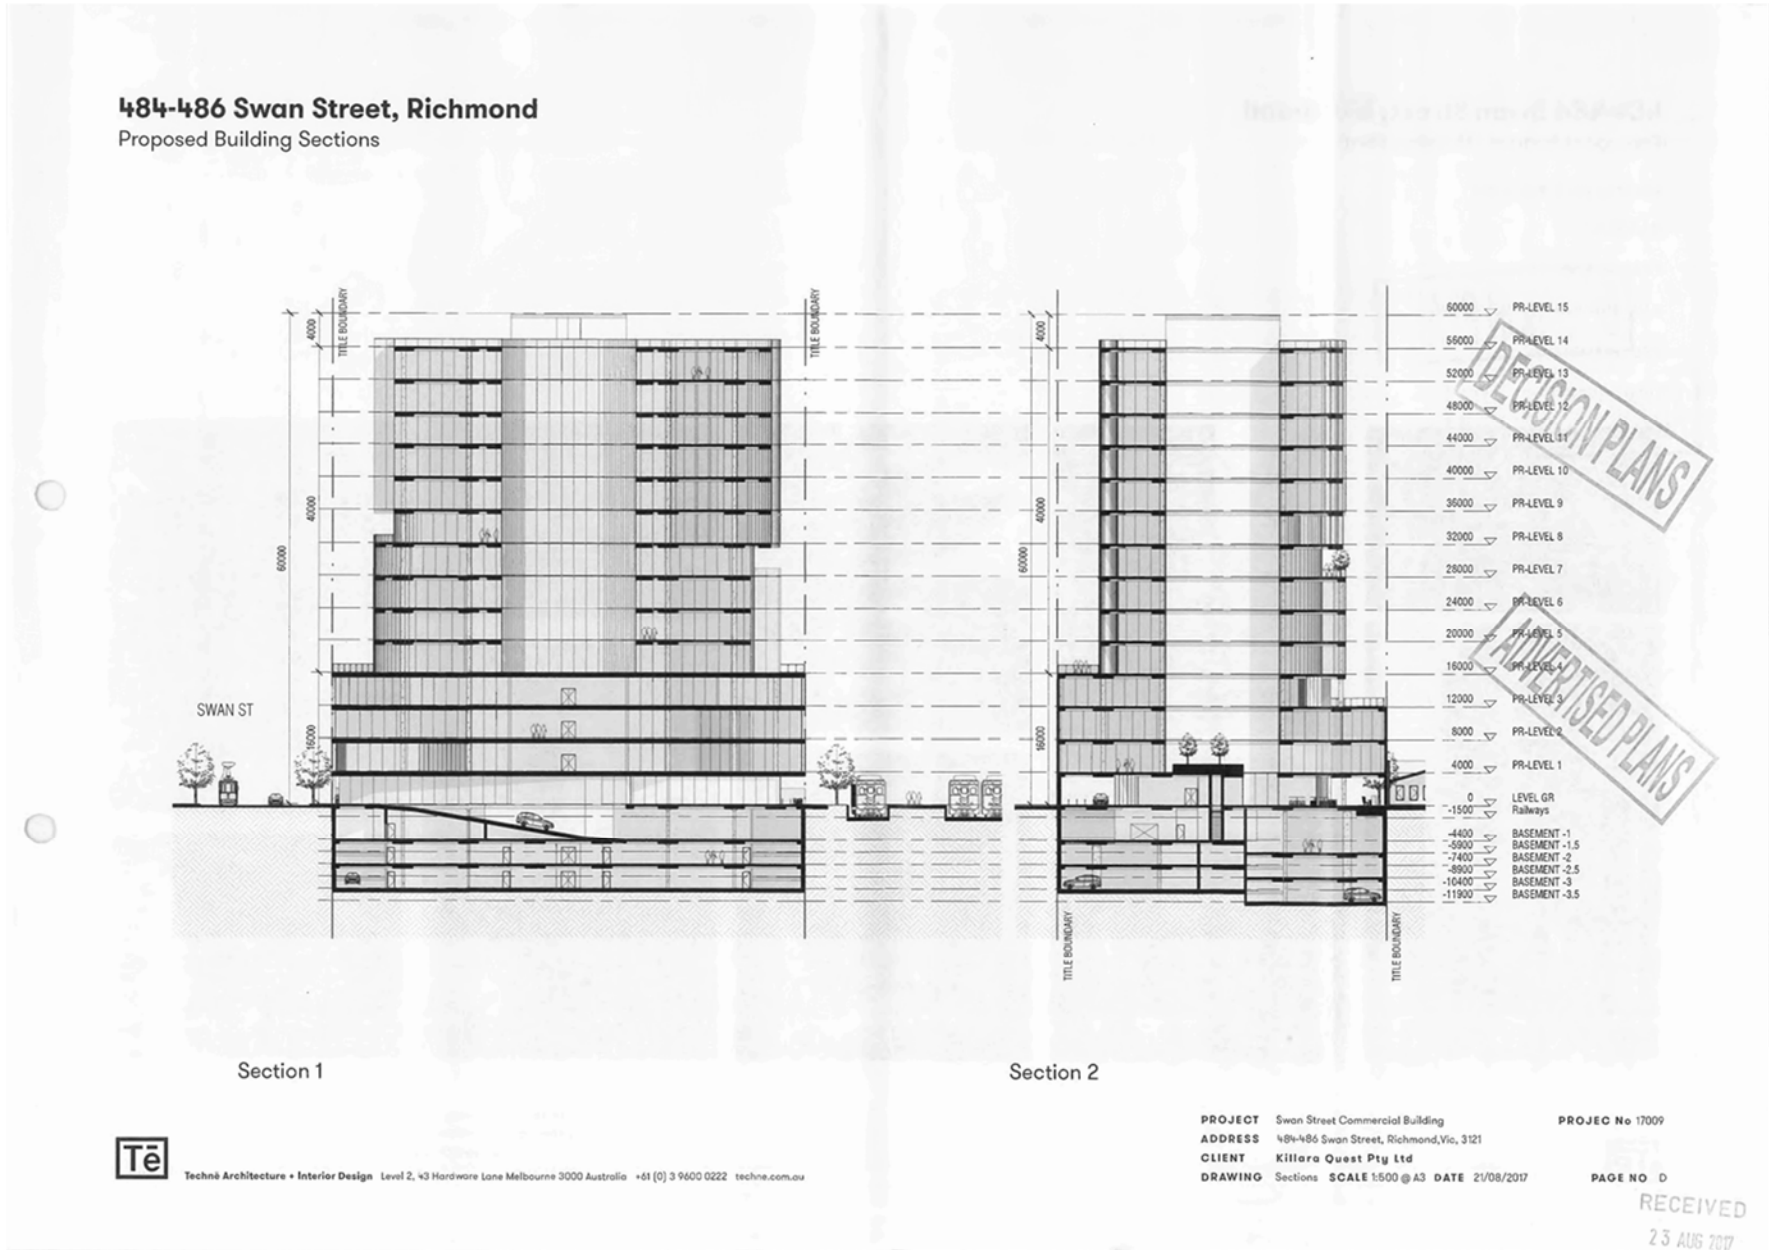 484-486 Swan Street, Richmond
Proposed Building Sections
TITLE BOUNDARY
TITLE BOUNDARY
4000
40000
60000
16000
SWAN ST
4000
40000
60000
16000
TITLE BOUNDARY
TITLE BOUNDARY
60000 PR-LEVEL 15
56000 PR-LEVEL 14
52000 PR-LEVEL 13
48000 PR-LEVEL 12
44000 PR-LEVEL 11
40000 PR-LEVEL 10
36000 PR-LEVEL 9
32000 PR-LEVEL 8
28000 PR-LEVEL 7
24000 PR-LEVEL 6
20000 PR-LEVEL 5
16000 PR-LEVEL 4
12000 PR-LEVEL 3
8000 PR-LEVEL 2
4000 PR-LEVEL 1
0 LEVEL GR
-1500 Railways
-4400 BASEMENT -1
-5900 BASEMENT -1.5
-7400 BASEMENT -2
-8900 BASEMENT -2.5
-10400 BASEMENT -3
-11900 BASEMENT -3.5
DECISION PLANS
ADVERTISED PLANS
Section 1
Section 2
Tē
Technē Architecture + Interior Design Level 2, 43 Hardware Lane Melbourne 3000 Australia +61 (0) 3 9600 0222 techne.com.au
PROJECT Swan Street Commercial Building PROJEC No 17009
ADDRESS 484-486 Swan Street, Richmond,Vic, 3121
CLIENT Killara Quest Pty Ltd
DRAWING Sections SCALE 1:500 @ A3 DATE 21/08/2017 PAGE NO D
RECEIVED
23 AUG 2017